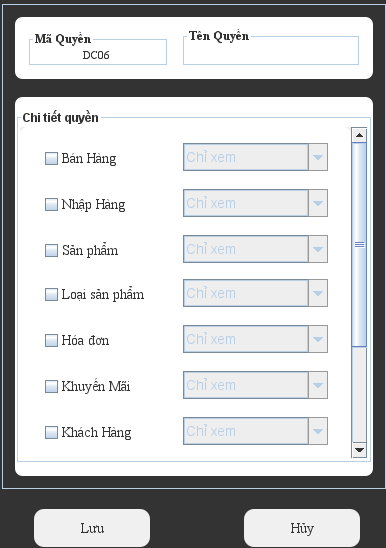 Mã Quyền
DC06
Tên Quyền
Chi tiết quyền
Bán Hàng Chỉ xem
Nhập Hàng Chỉ xem
Sản phẩm Chỉ xem
Loại sản phẩm Chỉ xem
Hóa đơn Chỉ xem
Khuyến Mãi Chỉ xem
Khách Hàng Chỉ xem
Lưu Hủy